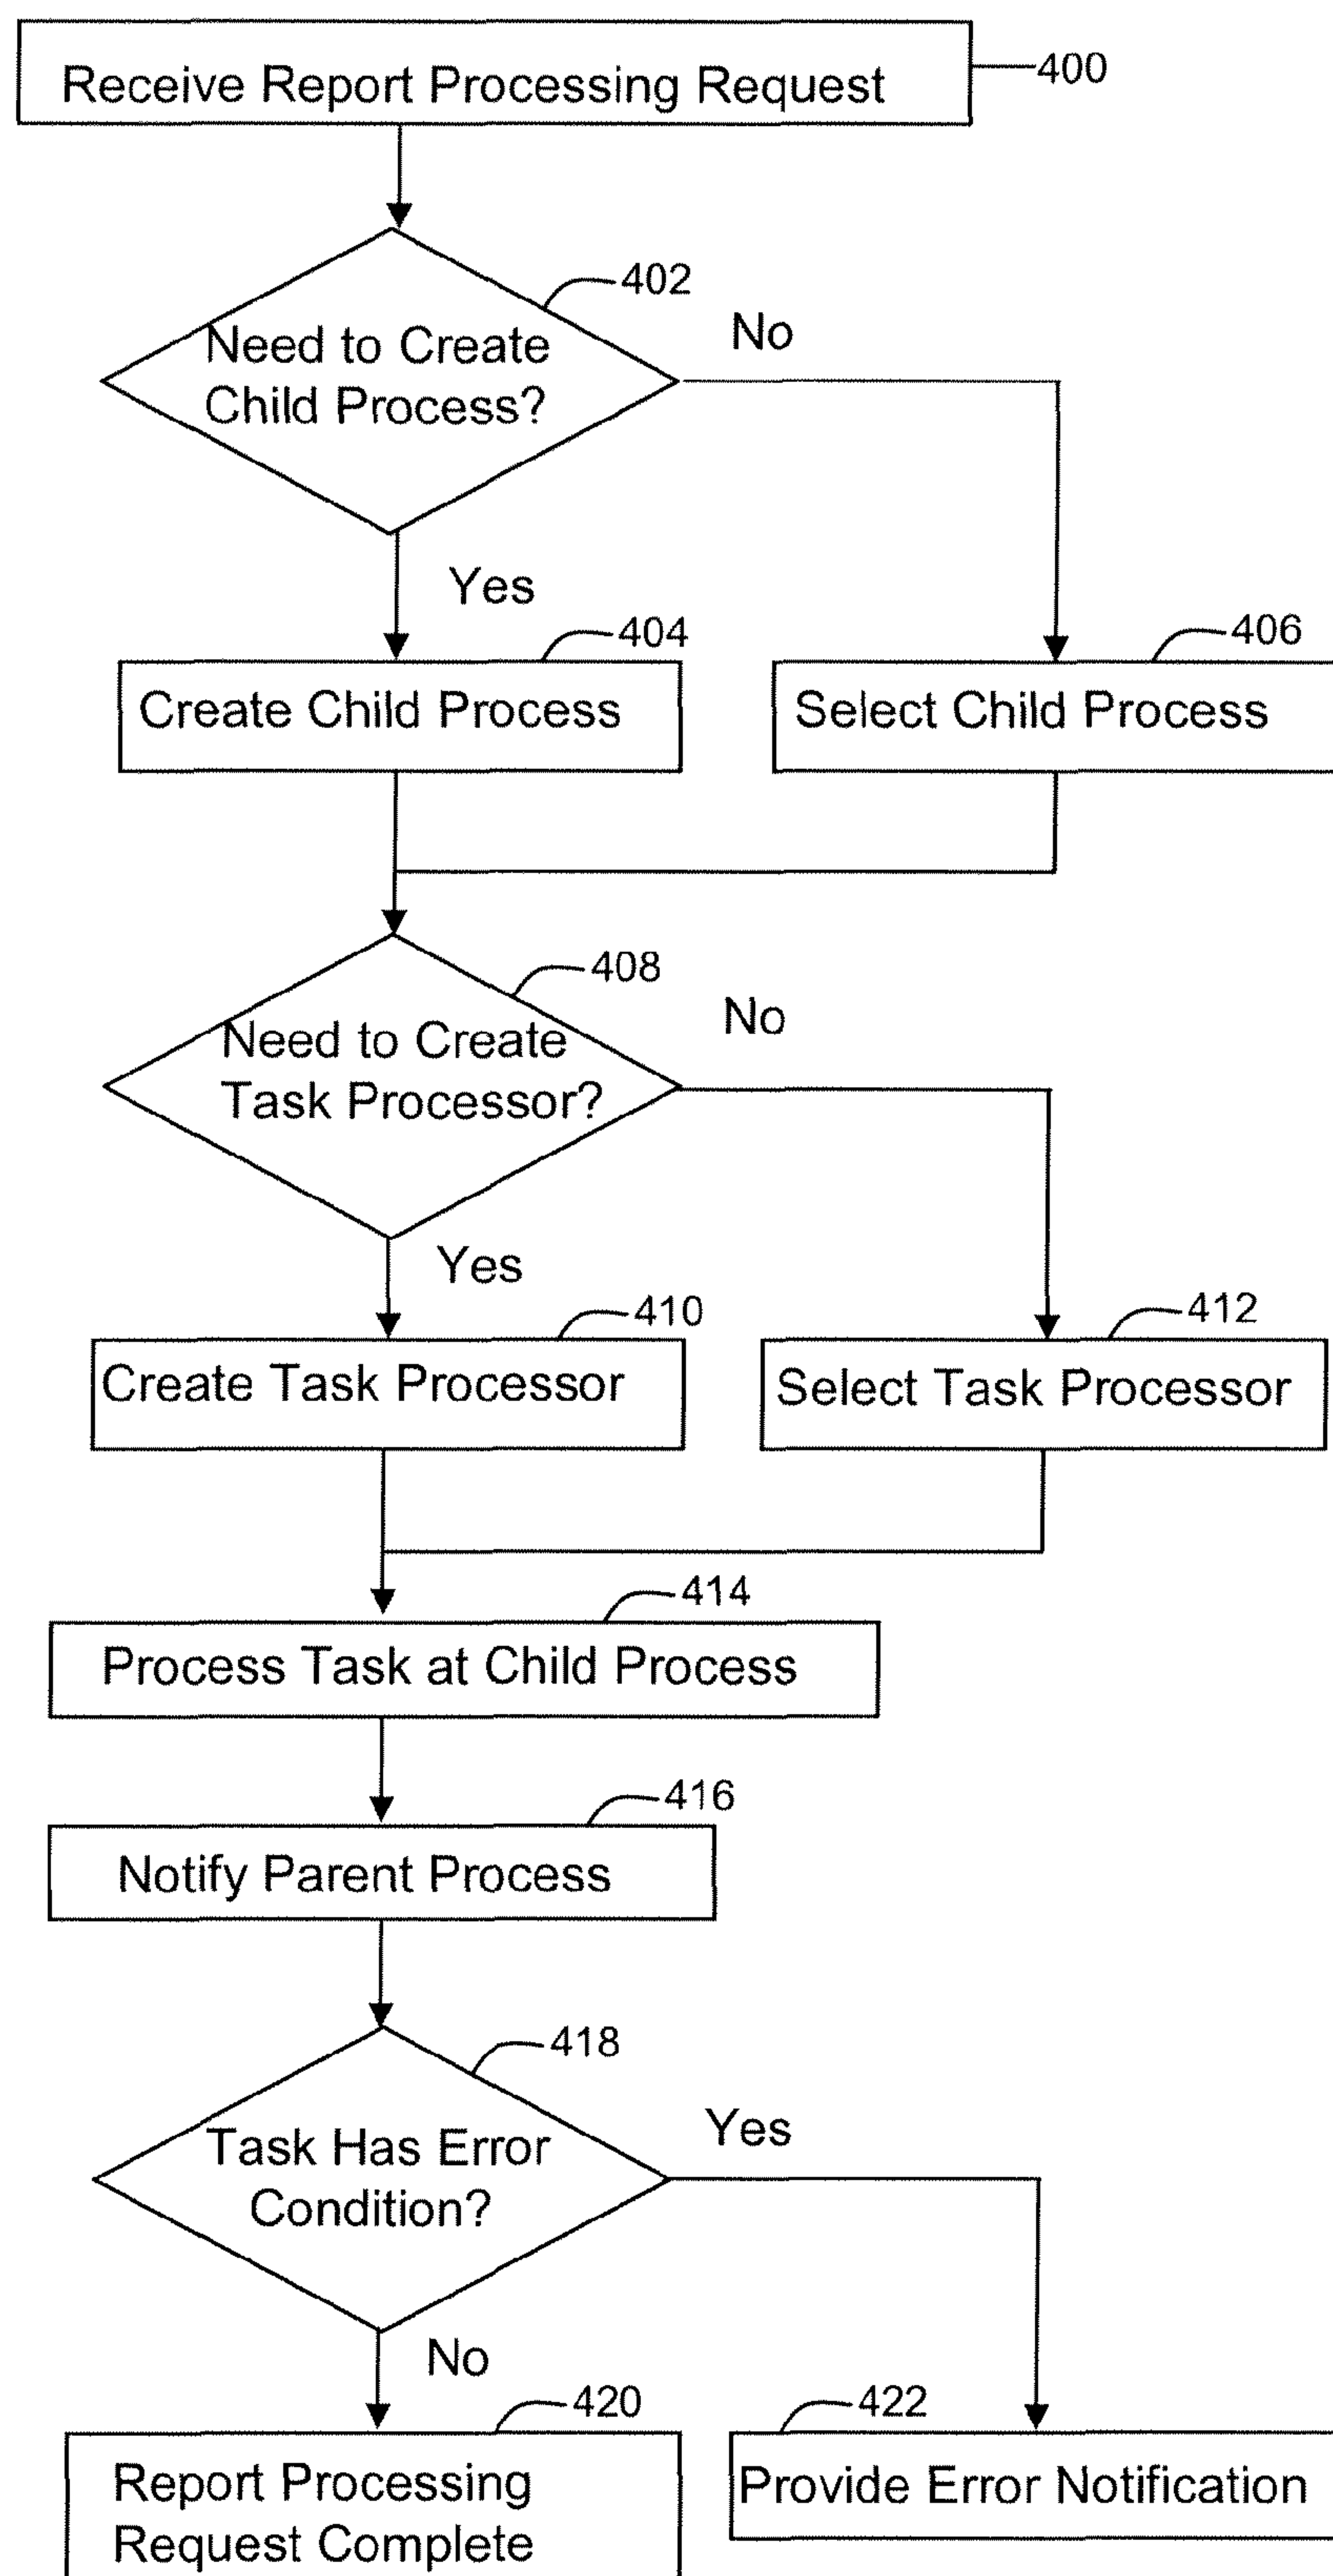 Receive Report Processing Request
400
402
Need to Create
Child Process?
No
Yes
404
Create Child Process
406
Select Child Process
408
Need to Create
Task Processor?
No
Yes
410
Create Task Processor
412
Select Task Processor
414
Process Task at Child Process
416
Notify Parent Process
418
Task Has Error
Condition?
Yes
No
420
Report Processing
Request Complete
422
Provide Error Notification